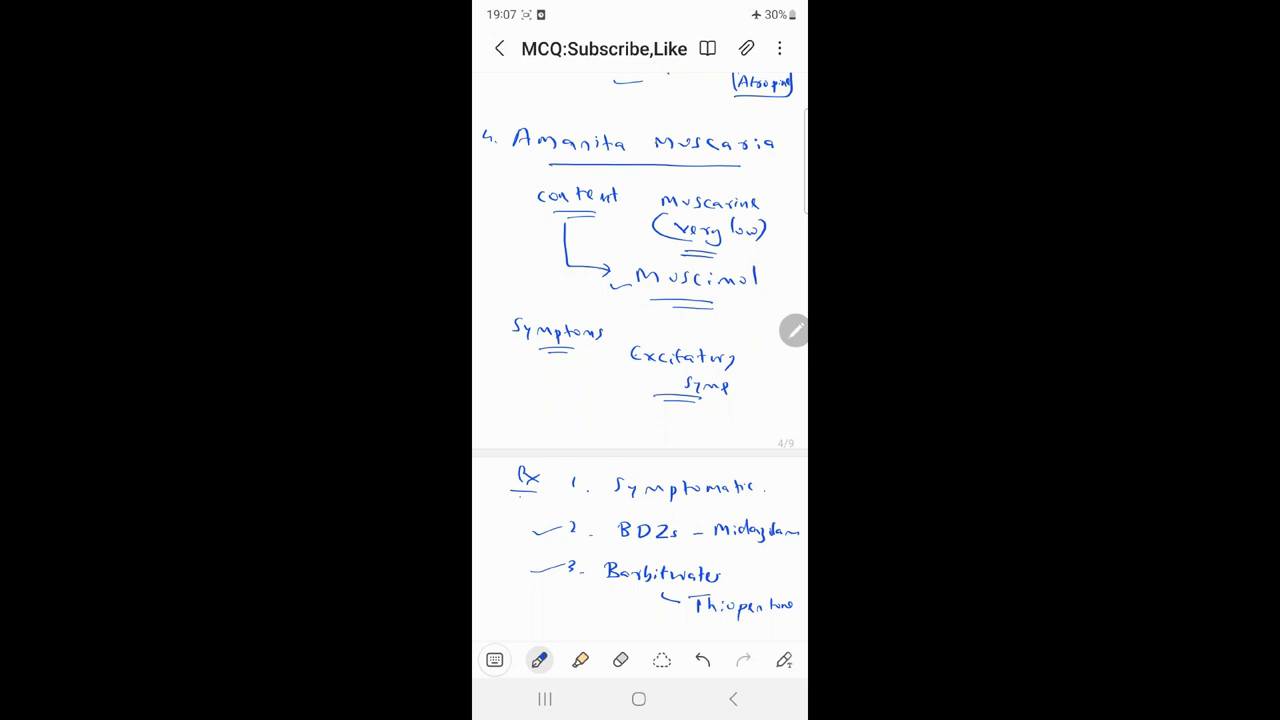 19:07 30%
MCQ:Subscribe,Like
(Atropine)
4. Amanita Muscaria
content Muscarine
(very low)
Muscimol
Symptoms
Excitatory
Symp
4/9
Rx 1. Symptomatic.
2. BDZs - Midazolam
3. Barbiturates
Thiopentone